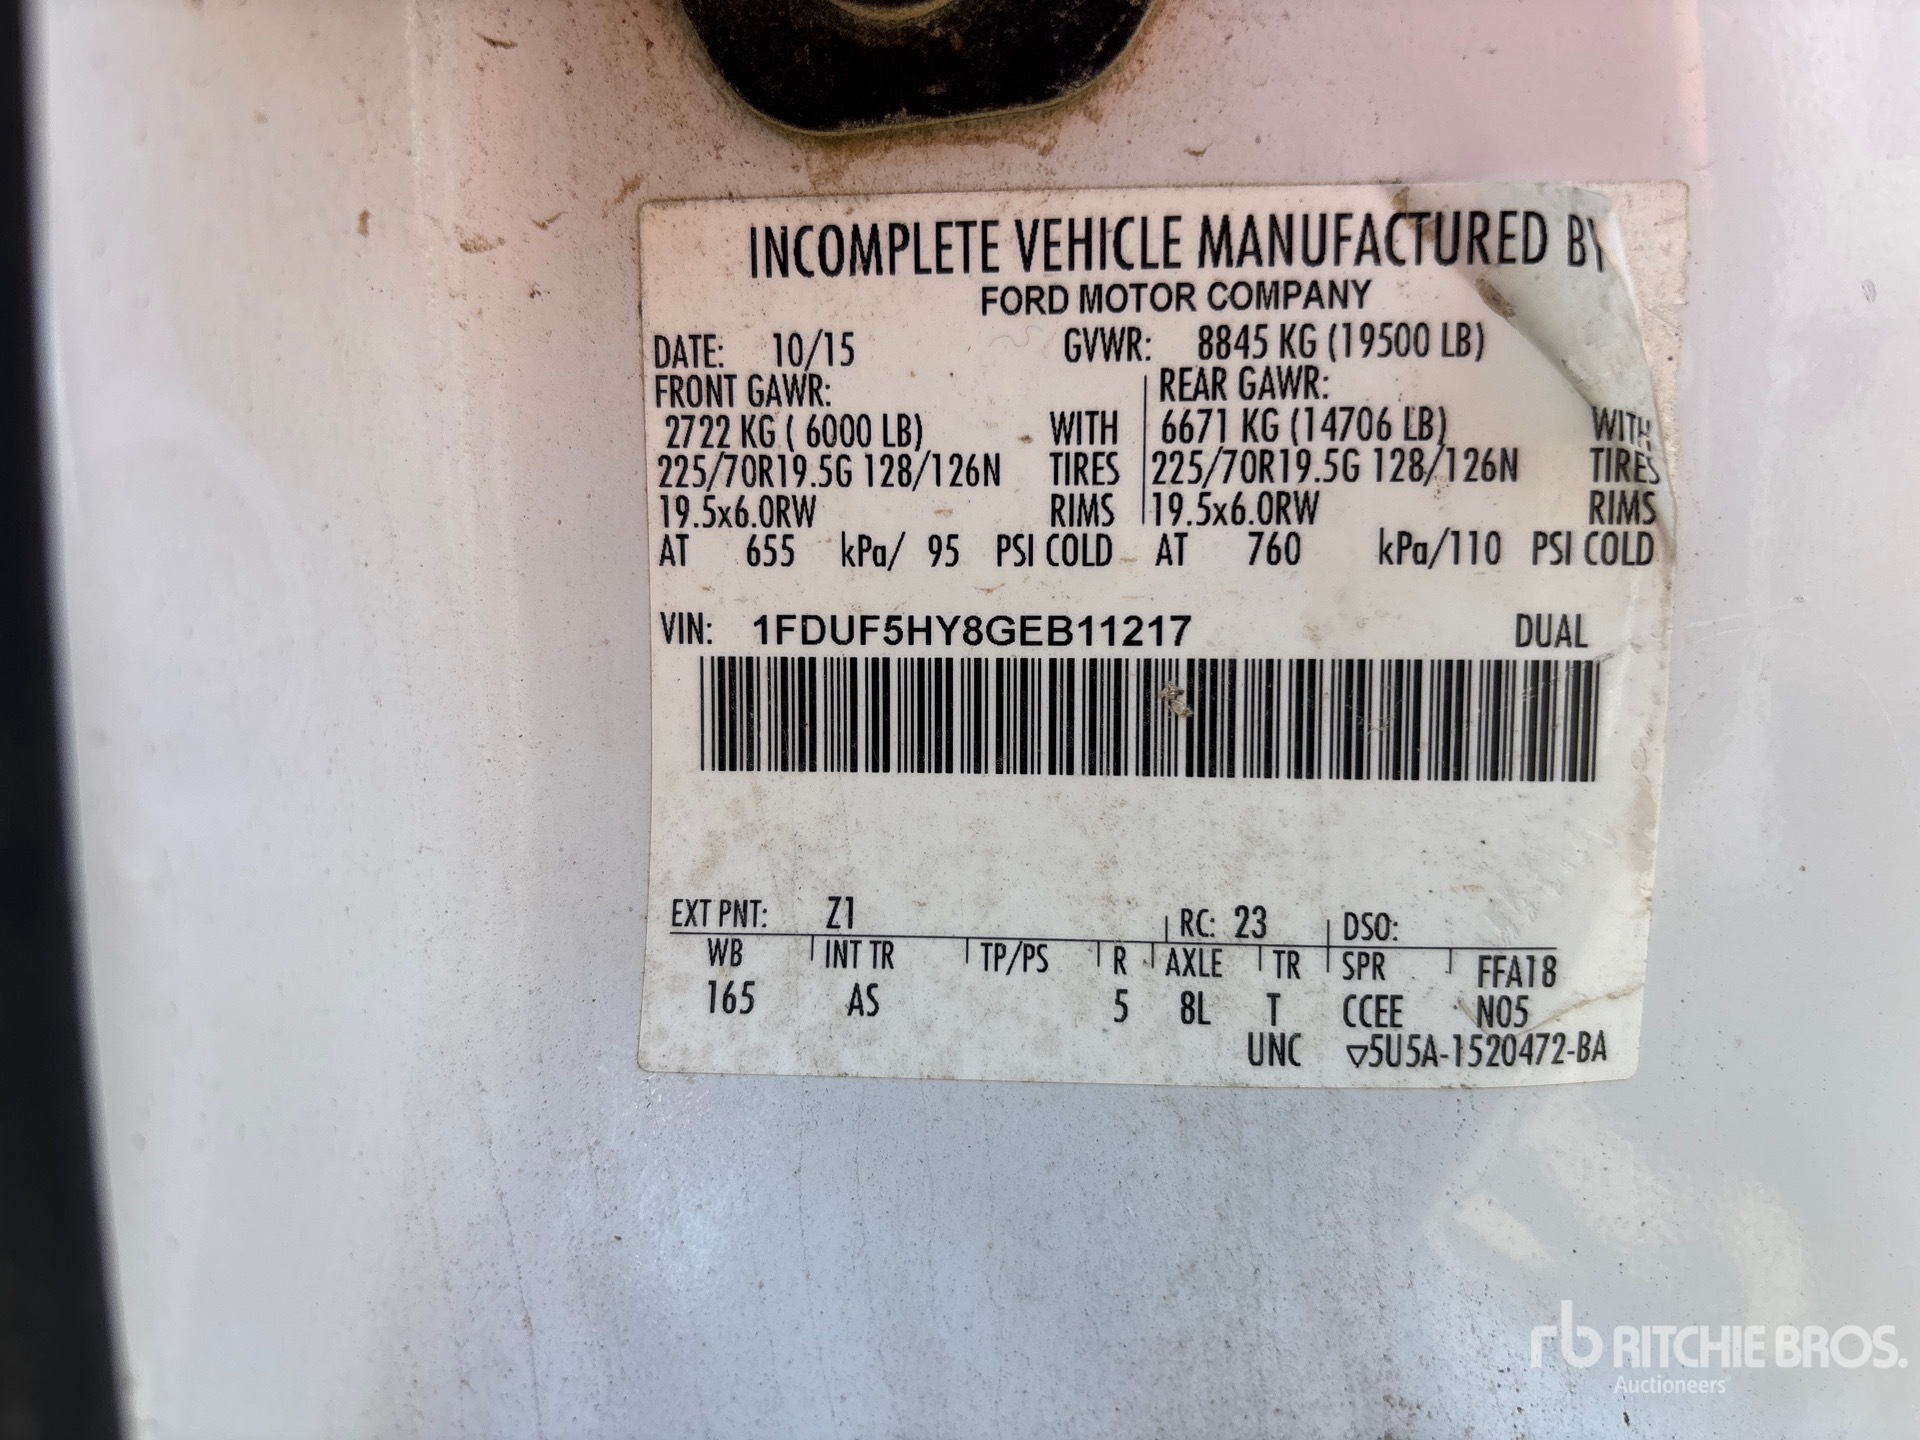 INCOMPLETE VEHICLE MANUFACTURED BY
FORD MOTOR COMPANY
DATE: 10/15 GVWR: 8845 KG (19500 LB)
FRONT GAWR: REAR GAWR:
2722 KG ( 6000 LB) WITH 6671 KG (14706 LB) WITH
225/70R19.5G 128/126N TIRES 225/70R19.5G 128/126N TIRES
19.5x6.0RW RIMS 19.5x6.0RW RIMS
AT 655 kPa/ 95 PSI COLD AT 760 kPa/110 PSI COLD
VIN: 1FDUF5HY8GEB11217 DUAL
EXT PNT: Z1 RC: 23 DSO:
WB INT TR TP/PS R AXLE TR SPR FFA18
165 AS 5 8L T CCEE N05
UNC ▽5U5A-1520472-BA
rb RITCHIE BROS.
Auctioneers